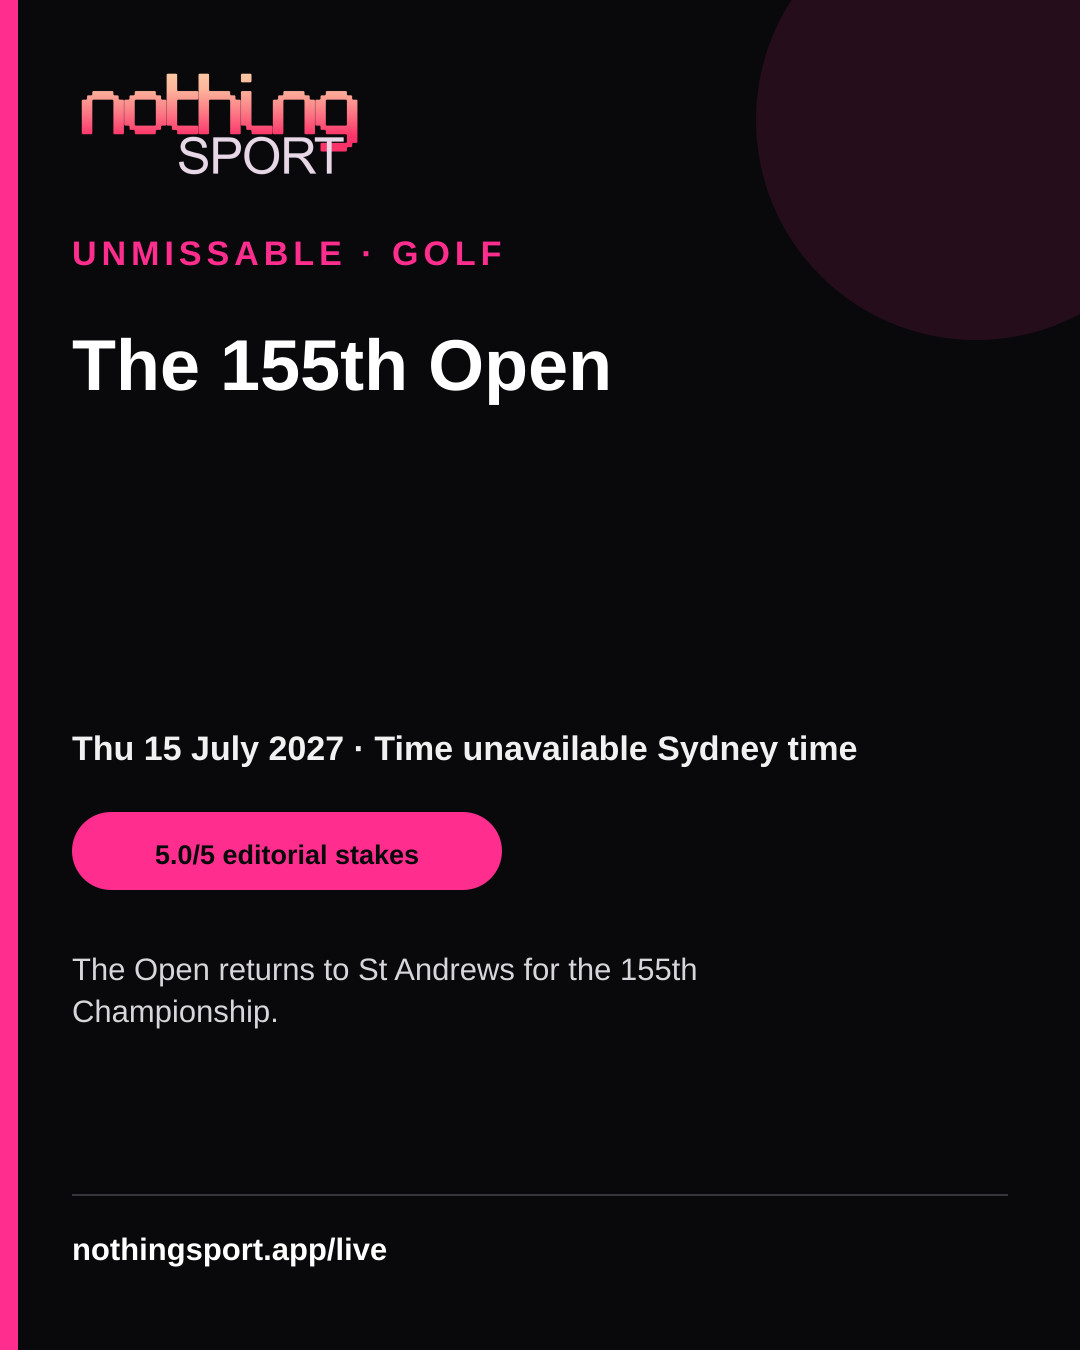 nothing
SPORT
UNMISSABLE · GOLF
The 155th Open
Thu 15 July 2027 · Time unavailable Sydney time
5.0/5 editorial stakes
The Open returns to St Andrews for the 155th
Championship.
nothingsport.app/live